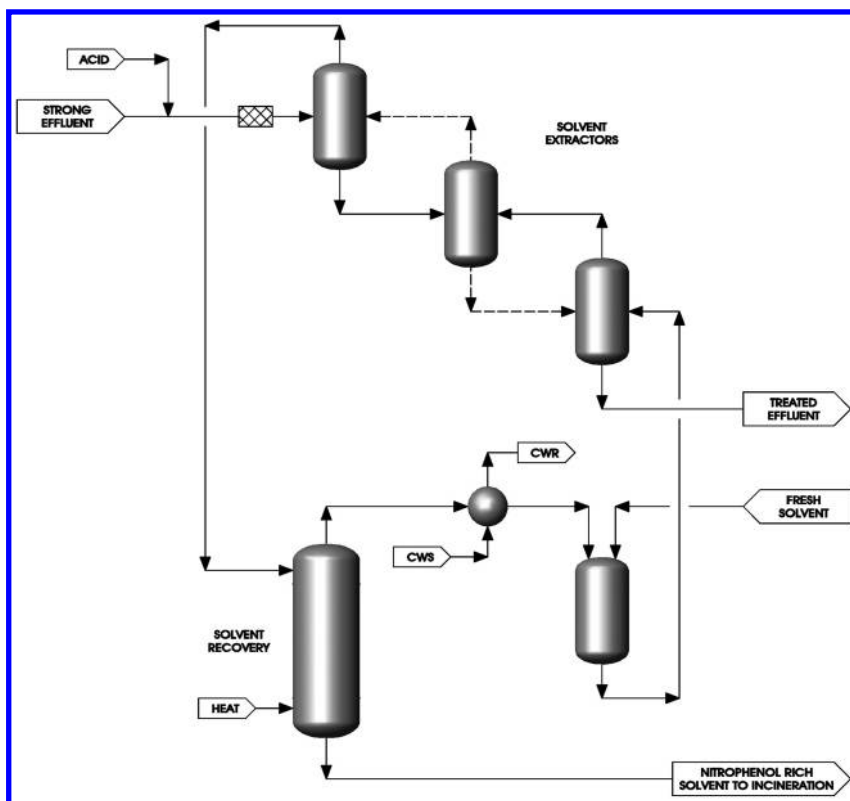 ACID
STRONG
EFFLUENT
SOLVENT
EXTRACTORS
TREATED
EFFLUENT
CWR
FRESH
SOLVENT
CWS
SOLVENT
RECOVERY
HEAT
NITROPHENOL RICH
SOLVENT TO INCINERATION